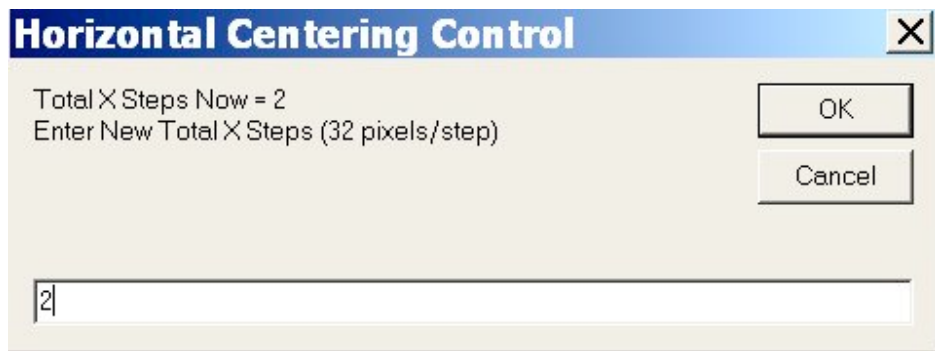 Horizontal Centering Control
Total X Steps Now = 2
Enter New Total X Steps (32 pixels/step)
OK
Cancel
2